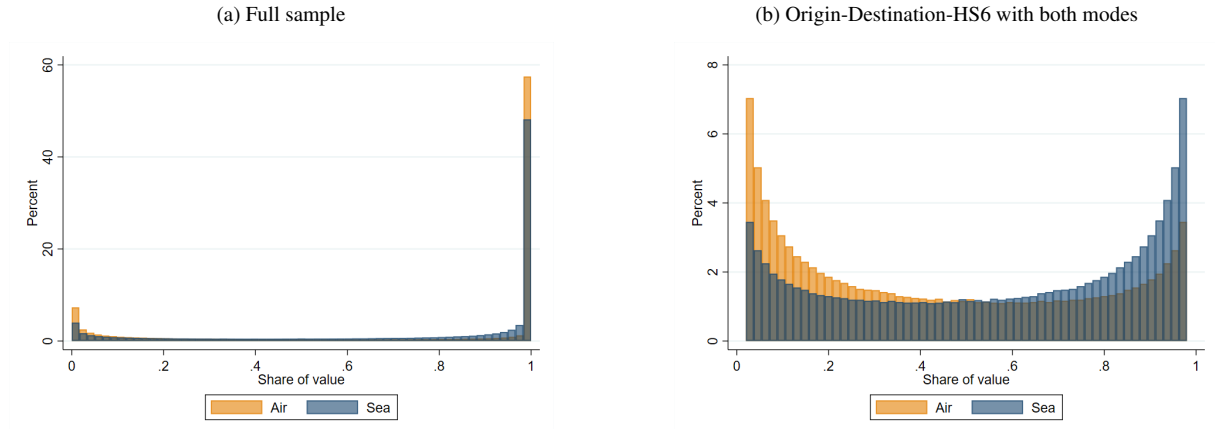 (a) Full sample
60
40
20
0
Percent
0 .2 .4 .6 .8 1
Share of value
Air Sea
(b) Origin-Destination-HS6 with both modes
8
6
4
2
0
Percent
0 .2 .4 .6 .8 1
Share of value
Air Sea